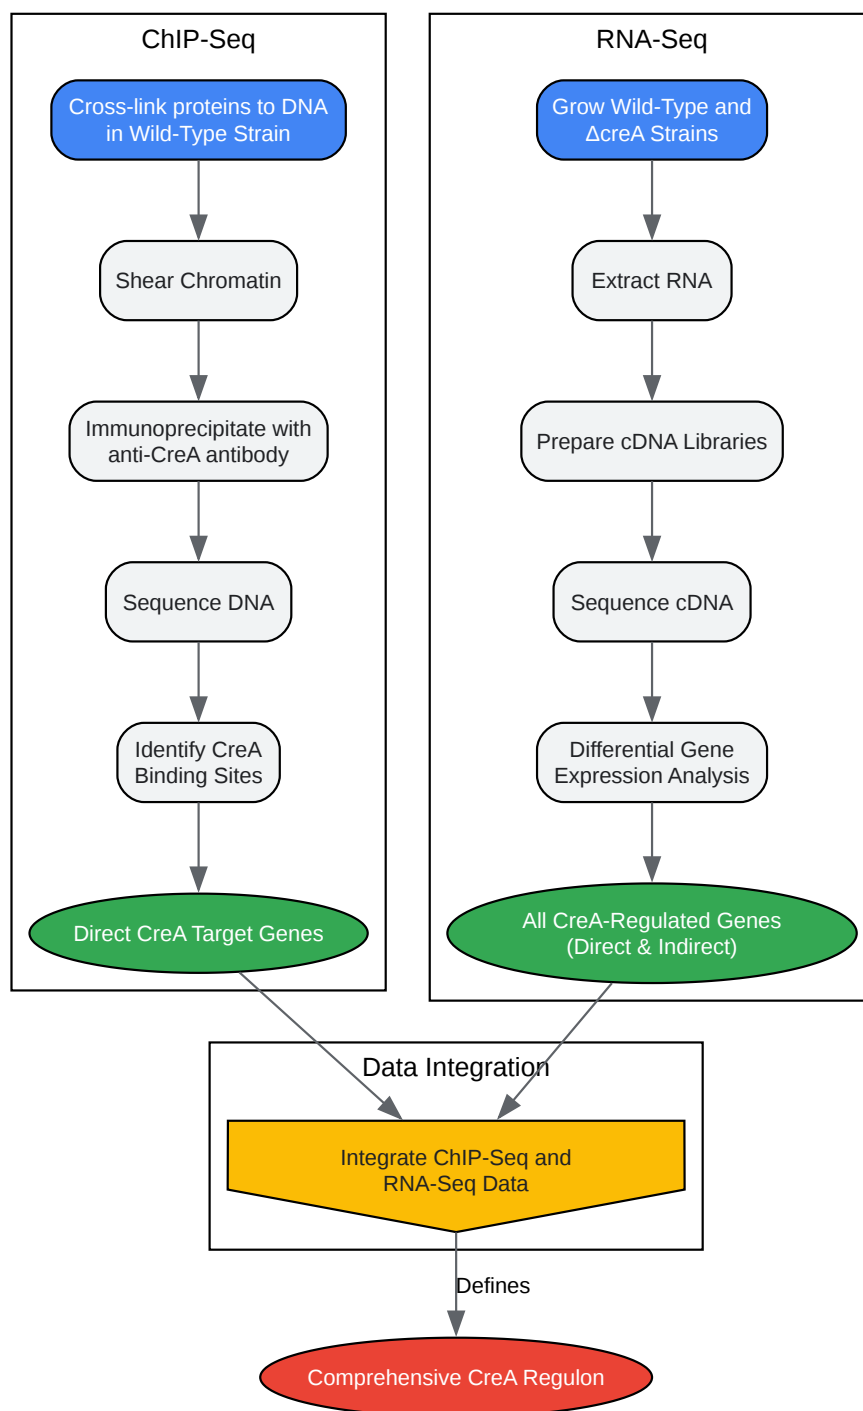 ChIP-Seq
Cross-link proteins to DNA
in Wild-Type Strain
Shear Chromatin
Immunoprecipitate with
anti-CreA antibody
Sequence DNA
Identify CreA
Binding Sites
Direct CreA Target Genes
RNA-Seq
Grow Wild-Type and
ΔcreA Strains
Extract RNA
Prepare cDNA Libraries
Sequence cDNA
Differential Gene
Expression Analysis
All CreA-Regulated Genes
(Direct & Indirect)
Data Integration
Integrate ChIP-Seq and
RNA-Seq Data
Defines
Comprehensive CreA Regulon